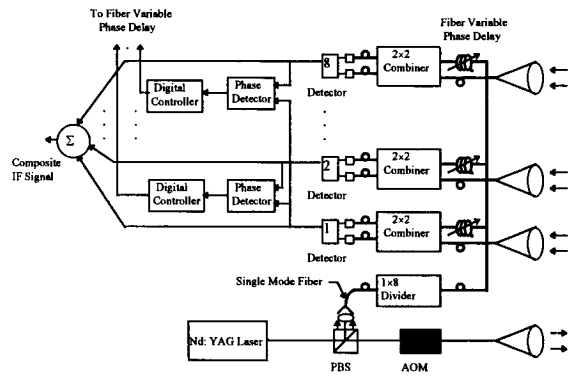 To Fiber Variable
Phase Delay
Fiber Variable
Phase Delay
8
2×2
Combiner
Digital
Controller
Phase
Detector
Detector
Σ
Composite
IF Signal
2
2×2
Combiner
Digital
Controller
Phase
Detector
Detector
1
2×2
Combiner
Detector
Single Mode Fiber
1×8
Divider
Nd: YAG Laser
PBS
AOM